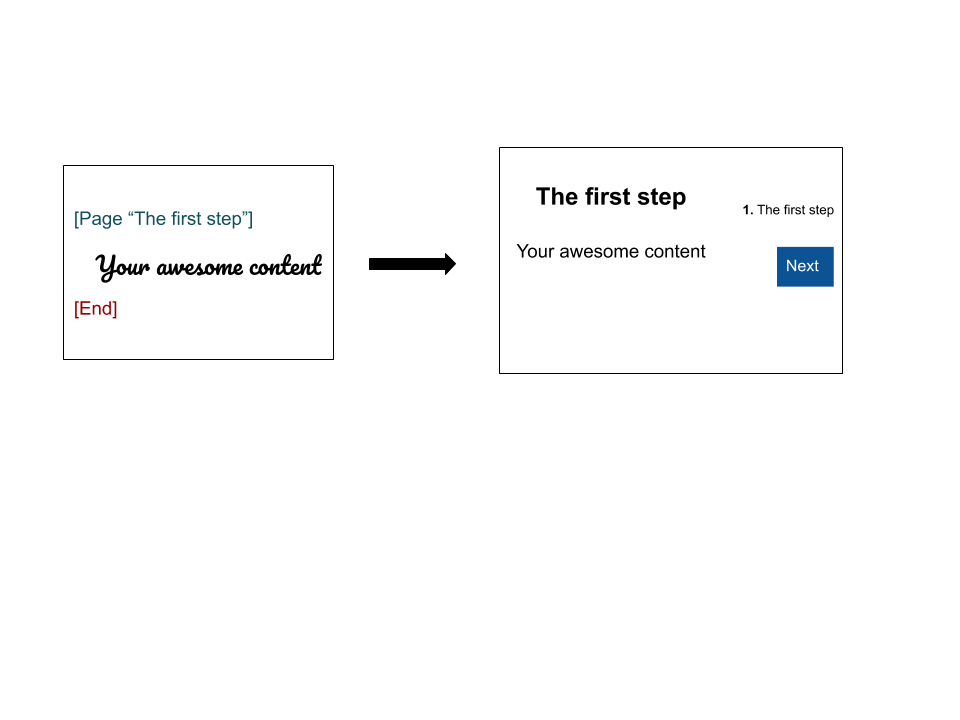 [Page “The first step”]
Your awesome content
[End]
The first step
1. The first step
Your awesome content
Next